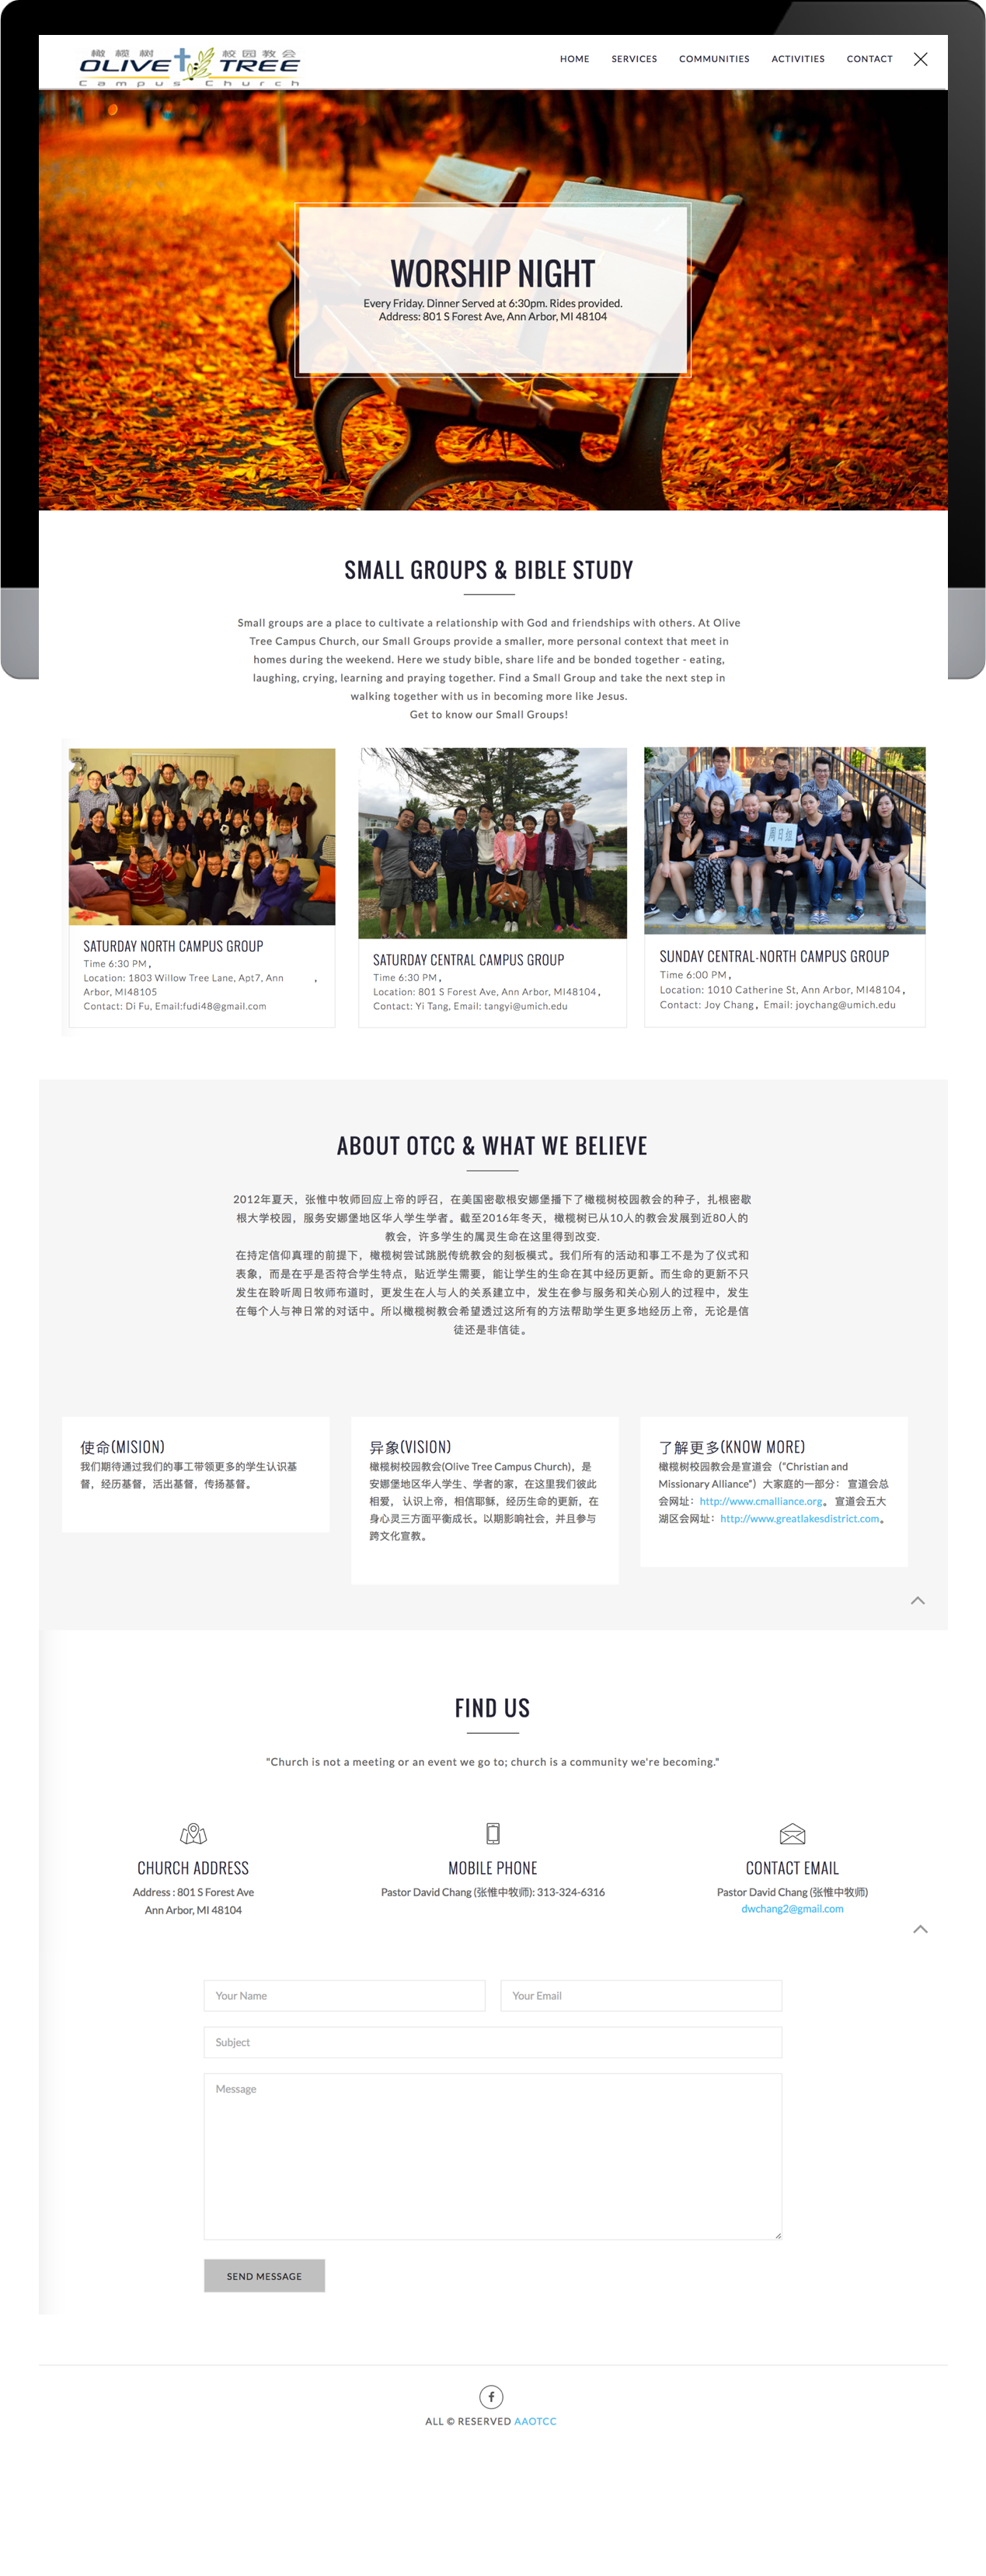 橄榄树 校园教会
OLIVE TREE
Campus Church
HOME SERVICES COMMUNITIES ACTIVITIES CONTACT
WORSHIP NIGHT
Every Friday. Dinner Served at 6:30pm. Rides provided.
Address: 801 S Forest Ave, Ann Arbor, MI 48104
SMALL GROUPS & BIBLE STUDY
Small groups are a place to cultivate a relationship with God and friendships with others. At Olive
Tree Campus Church, our Small Groups provide a smaller, more personal context that meet in
homes during the weekend. Here we study bible, share life and be bonded together - eating,
laughing, crying, learning and praying together. Find a Small Group and take the next step in
walking together with us in becoming more like Jesus.
Get to know our Small Groups!
周日班
SATURDAY NORTH CAMPUS GROUP
Time 6:30 PM，
Location: 1803 Willow Tree Lane, Apt7, Ann ，
Arbor, MI48105
Contact: Di Fu, Email:fudi48@gmail.com
SATURDAY CENTRAL CAMPUS GROUP
Time 6:30 PM，
Location: 801 S Forest Ave, Ann Arbor, MI48104，
Contact: Yi Tang, Email: tangyi@umich.edu
SUNDAY CENTRAL-NORTH CAMPUS GROUP
Time 6:00 PM，
Location: 1010 Catherine St, Ann Arbor, MI48104，
Contact: Joy Chang，Email: joychang@umich.edu
ABOUT OTCC & WHAT WE BELIEVE
2012年夏天，张惟中牧师回应上帝的呼召，在美国密歇根安娜堡播下了橄榄树校园教会的种子，扎根密歇
根大学校园，服务安娜堡地区华人学生学者。截至2016年冬天，橄榄树已从10人的教会发展到近80人的
教会，许多学生的属灵生命在这里得到改变.
在持定信仰真理的前提下，橄榄树尝试跳脱传统教会的刻板模式。我们所有的活动和事工不是为了仪式和
表象，而是在乎是否符合学生特点，贴近学生需要，能让学生的生命在其中经历更新。而生命的更新不只
发生在聆听周日牧师布道时，更发生在人与人的关系建立中，发生在参与服务和关心别人的过程中，发生
在每个人与神日常的对话中。所以橄榄树教会希望透过这所有的方法帮助学生更多地经历上帝，无论是信
徒还是非信徒。
使命(MISION)
我们期待通过我们的事工带领更多的学生认识基
督，经历基督，活出基督，传扬基督。
异象(VISION)
橄榄树校园教会(Olive Tree Campus Church)，是
安娜堡地区华人学生、学者的家，在这里我们彼此
相爱， 认识上帝，相信耶稣，经历生命的更新，在
身心灵三方面平衡成长。以期影响社会，并且参与
跨文化宣教。
了解更多(KNOW MORE)
橄榄树校园教会是宣道会（“Christian and
Missionary Alliance”）大家庭的一部分： 宣道会总
会网址：http://www.cmalliance.org。 宣道会五大
湖区会网址：http://www.greatlakesdistrict.com。
FIND US
"Church is not a meeting or an event we go to; church is a community we're becoming."
CHURCH ADDRESS
Address : 801 S Forest Ave
Ann Arbor, MI 48104
MOBILE PHONE
Pastor David Chang (张惟中牧师): 313-324-6316
CONTACT EMAIL
Pastor David Chang (张惟中牧师)
dwchang2@gmail.com
Your Name
Your Email
Subject
Message
SEND MESSAGE
ALL © RESERVED AAOTCC